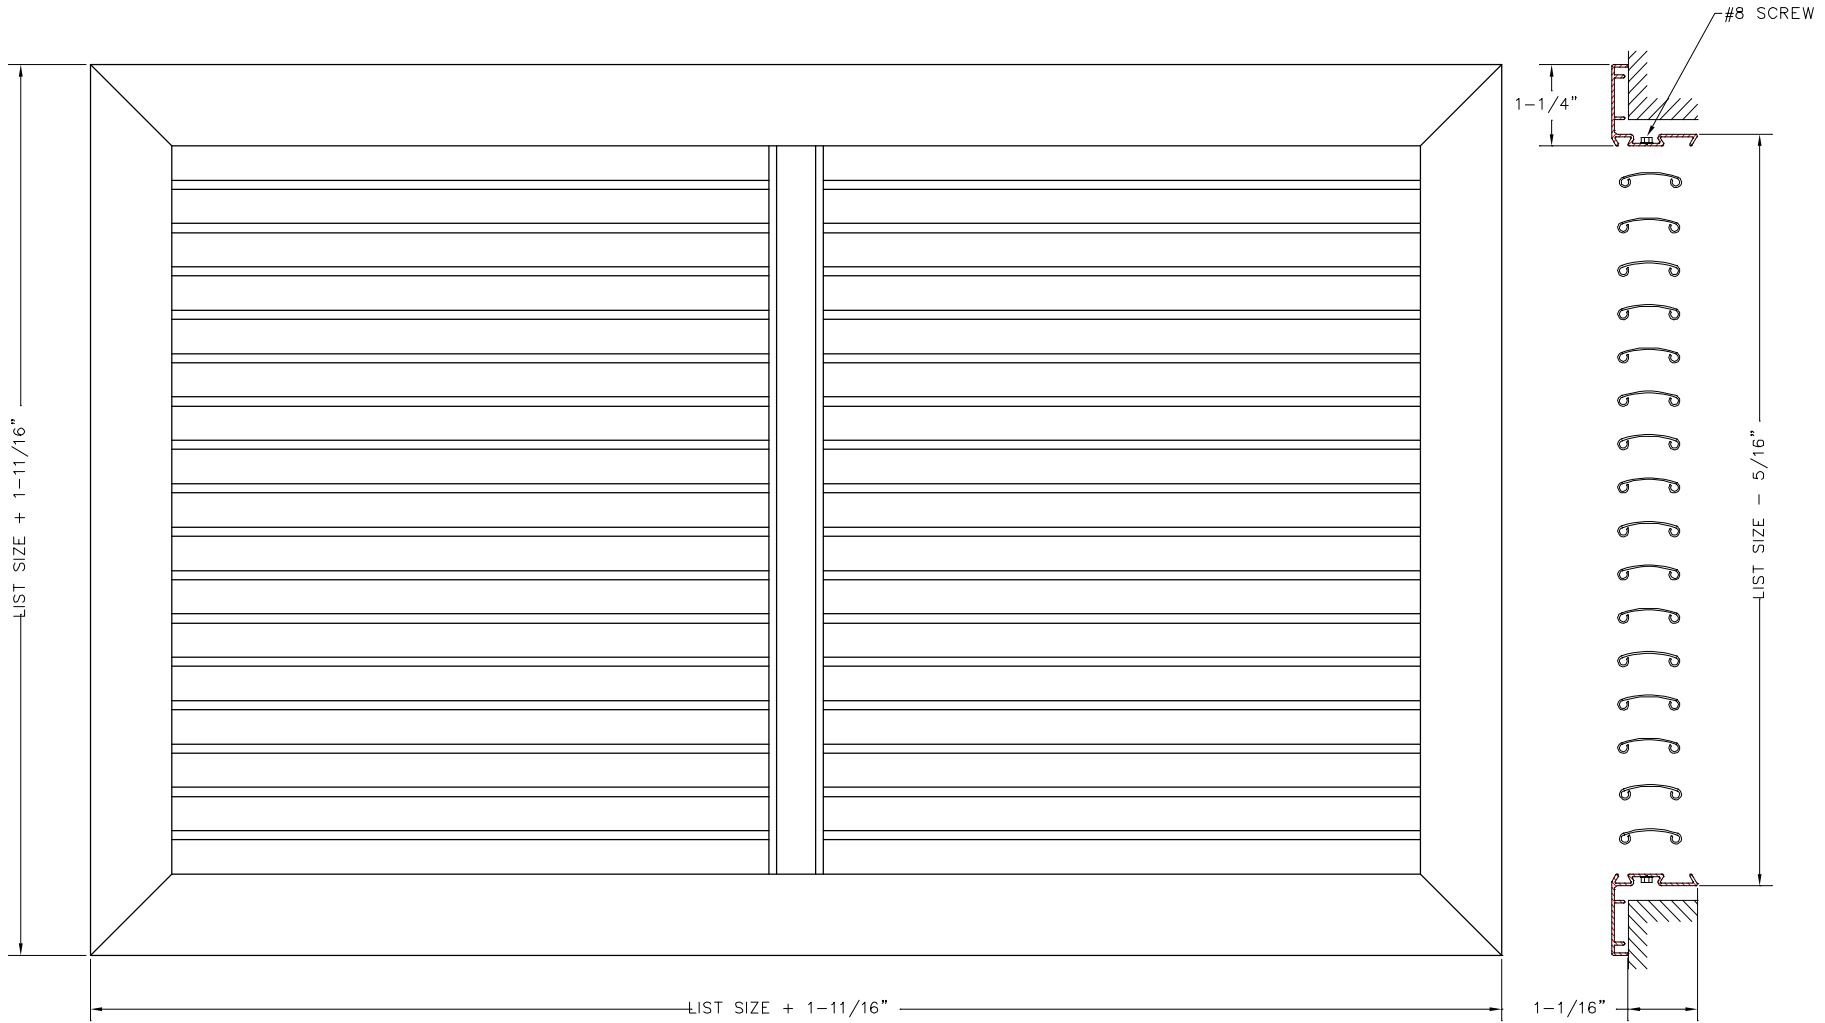 #8 SCREW
1-1/4"
LIST SIZE + 1-11/16"
LIST SIZE - 5/16"
LIST SIZE + 1-11/16"
1-1/16"